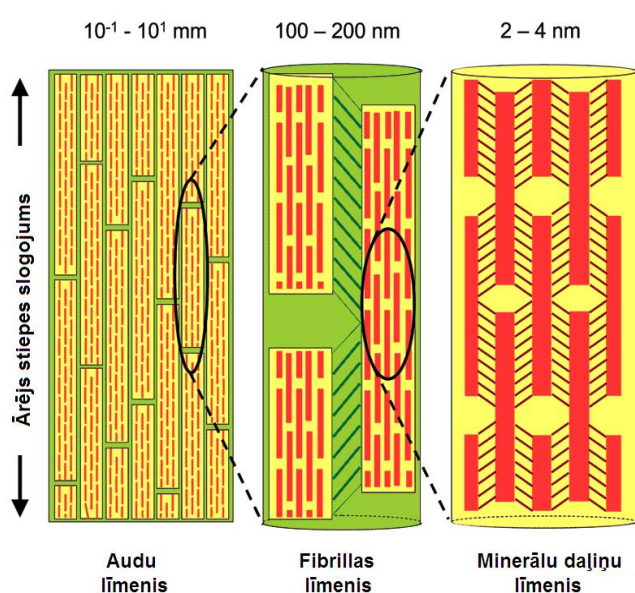 10⁻¹ - 10¹ mm
100 – 200 nm
2 – 4 nm
Ārējs stiepes slogojums
Audu
līmenis
Fibrillas
līmenis
Minerālu daļiņu
līmenis